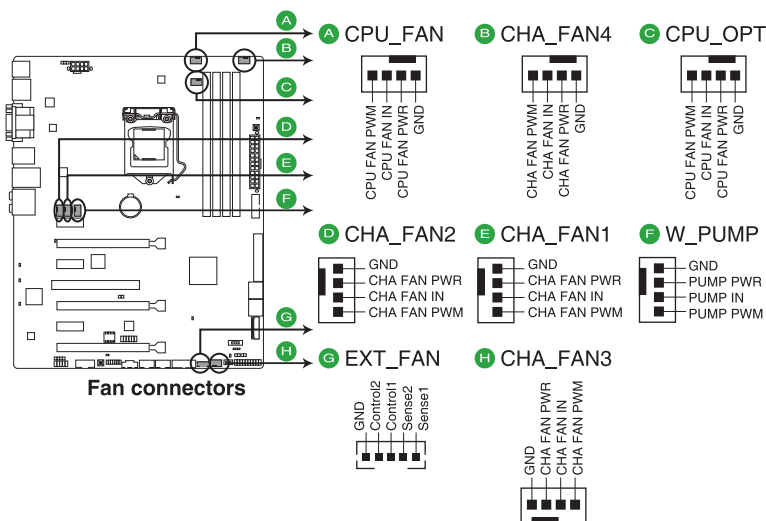 A
B
C
D
E
F
G
H
Fan connectors
A CPU_FAN
CPU FAN PWM
CPU FAN IN
CPU FAN PWR
GND
B CHA_FAN4
CHA FAN PWM
CHA FAN IN
CHA FAN PWR
GND
C CPU_OPT
CPU FAN PWM
CPU FAN IN
CPU FAN PWR
GND
D CHA_FAN2
GND
CHA FAN PWR
CHA FAN IN
CHA FAN PWM
E CHA_FAN1
GND
CHA FAN PWR
CHA FAN IN
CHA FAN PWM
F W_PUMP
GND
PUMP PWR
PUMP IN
PUMP PWM
G EXT_FAN
GND
Control2
Control1
Sense2
Sense1
H CHA_FAN3
GND
CHA FAN PWR
CHA FAN IN
CHA FAN PWM